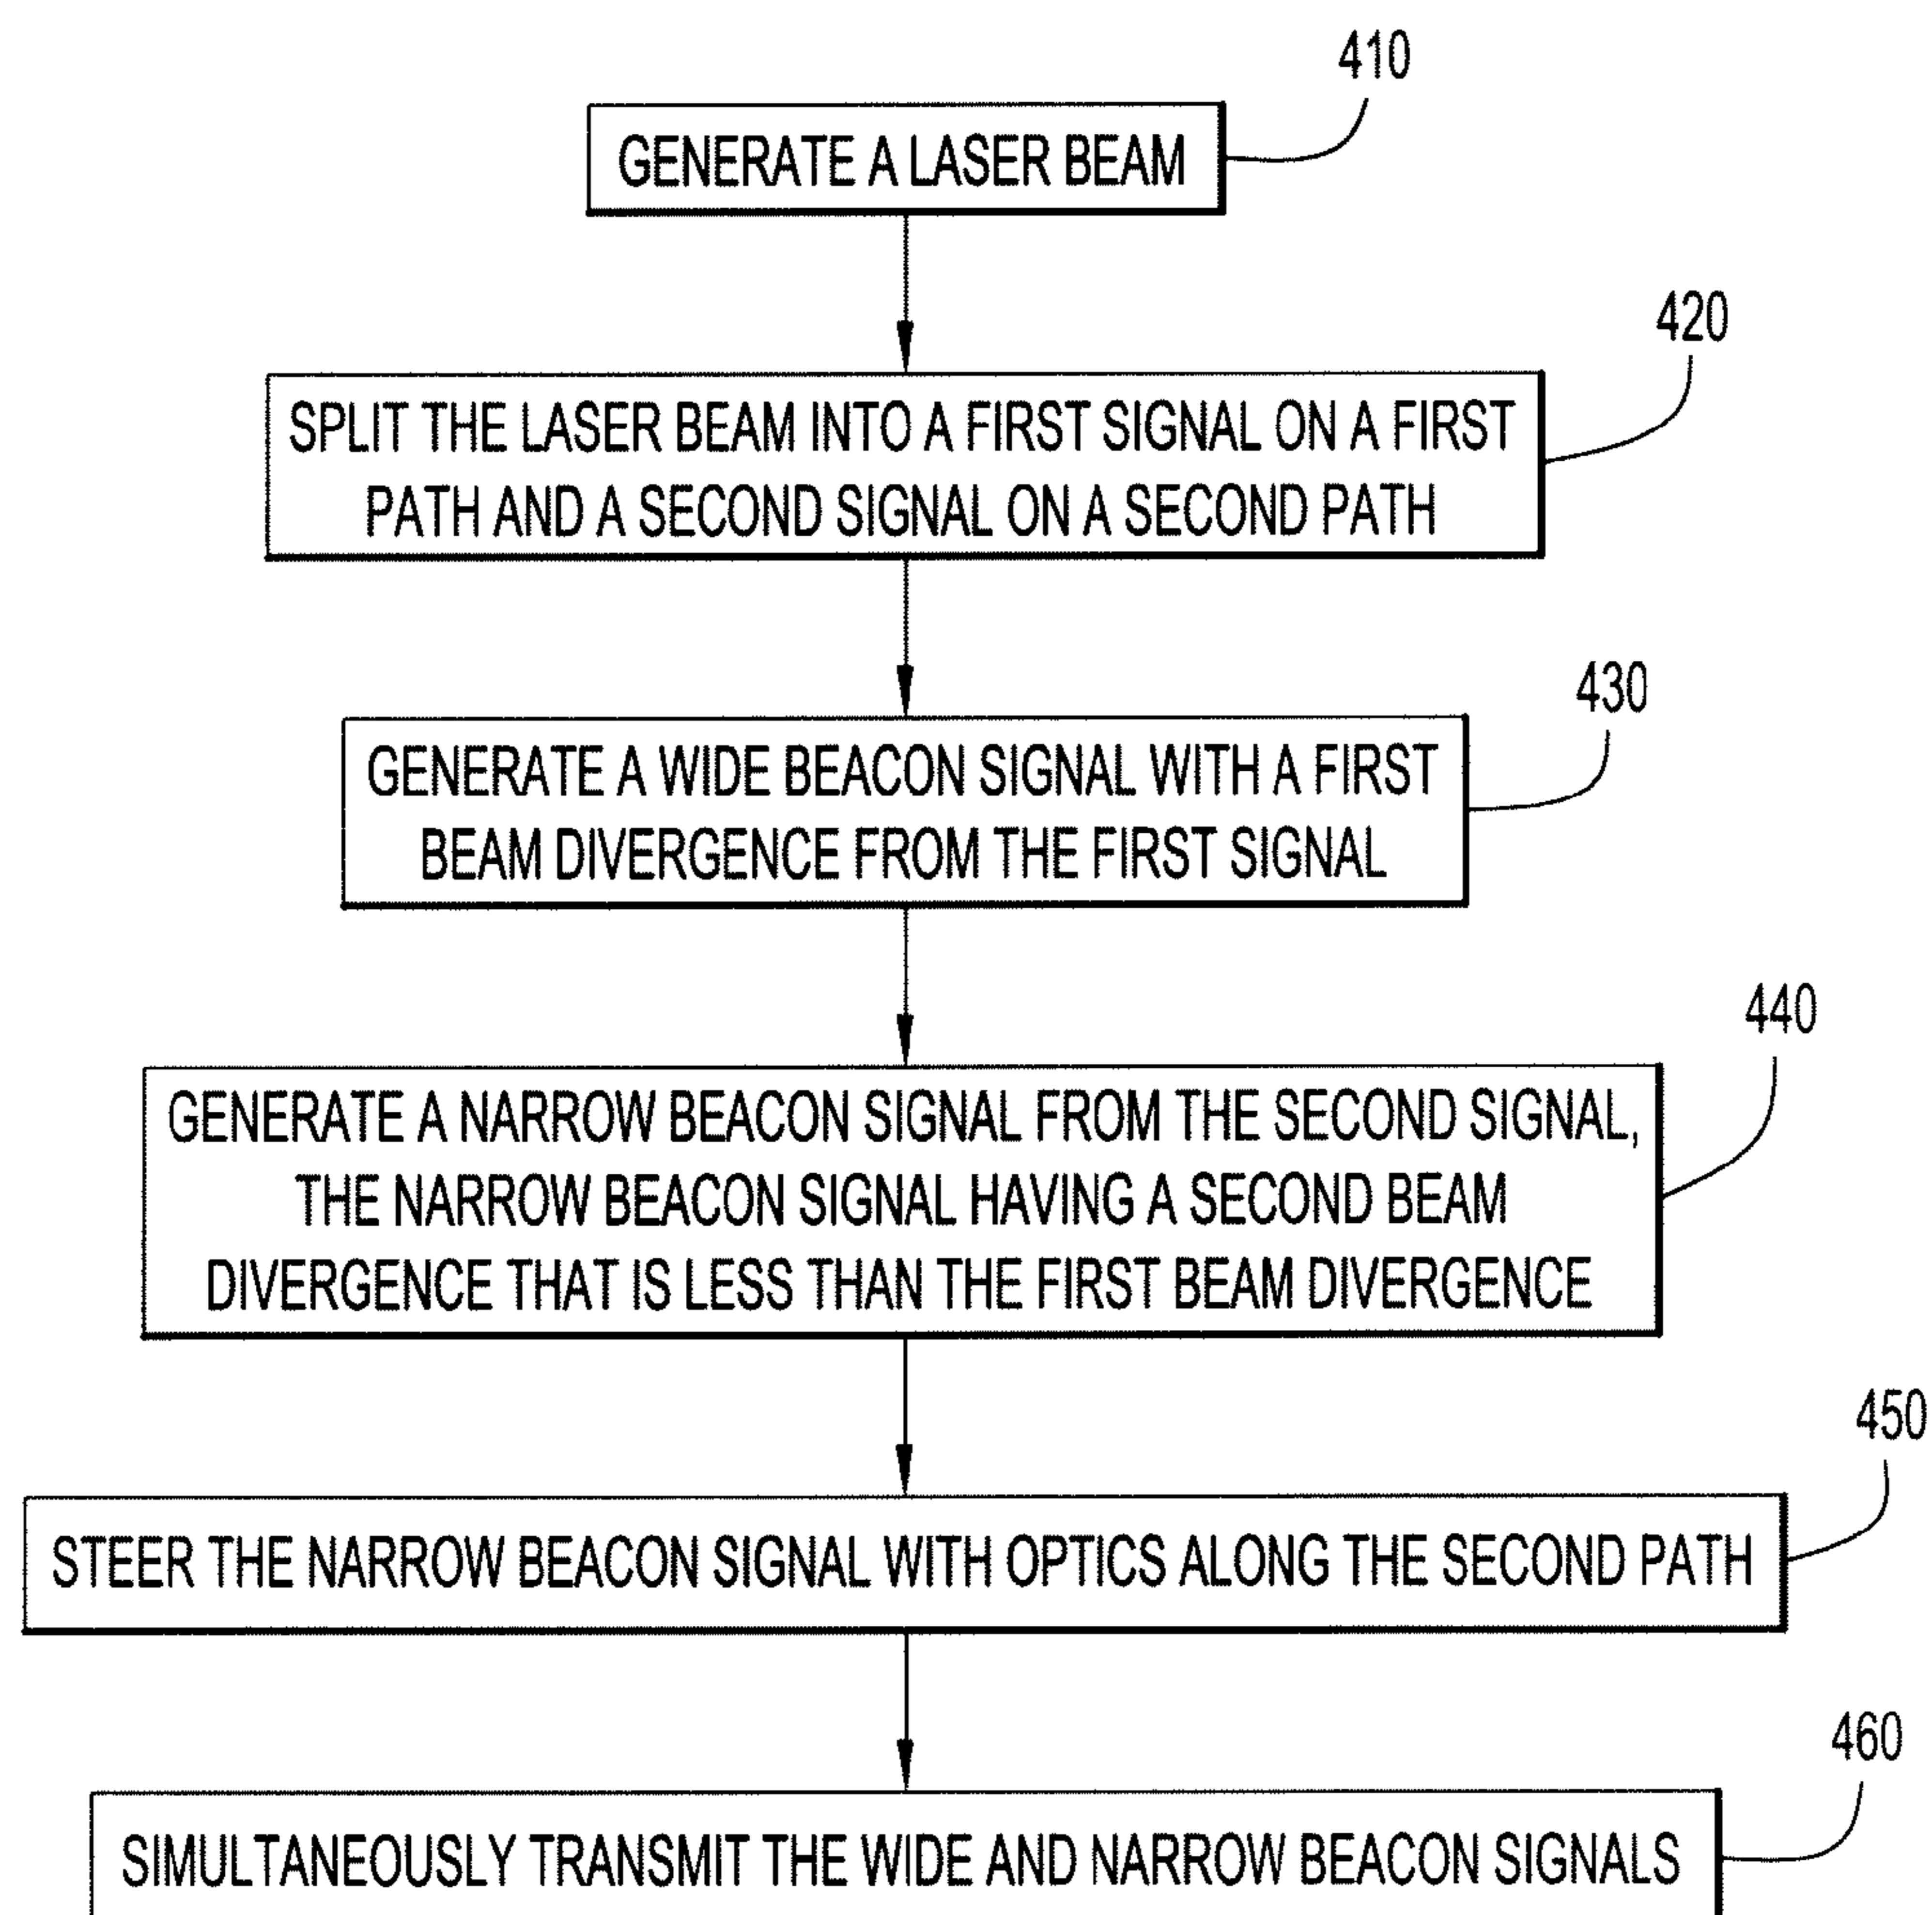 410
GENERATE A LASER BEAM
420
SPLIT THE LASER BEAM INTO A FIRST SIGNAL ON A FIRST
PATH AND A SECOND SIGNAL ON A SECOND PATH
430
GENERATE A WIDE BEACON SIGNAL WITH A FIRST
BEAM DIVERGENCE FROM THE FIRST SIGNAL
440
GENERATE A NARROW BEACON SIGNAL FROM THE SECOND SIGNAL,
THE NARROW BEACON SIGNAL HAVING A SECOND BEAM
DIVERGENCE THAT IS LESS THAN THE FIRST BEAM DIVERGENCE
450
STEER THE NARROW BEACON SIGNAL WITH OPTICS ALONG THE SECOND PATH
460
SIMULTANEOUSLY TRANSMIT THE WIDE AND NARROW BEACON SIGNALS